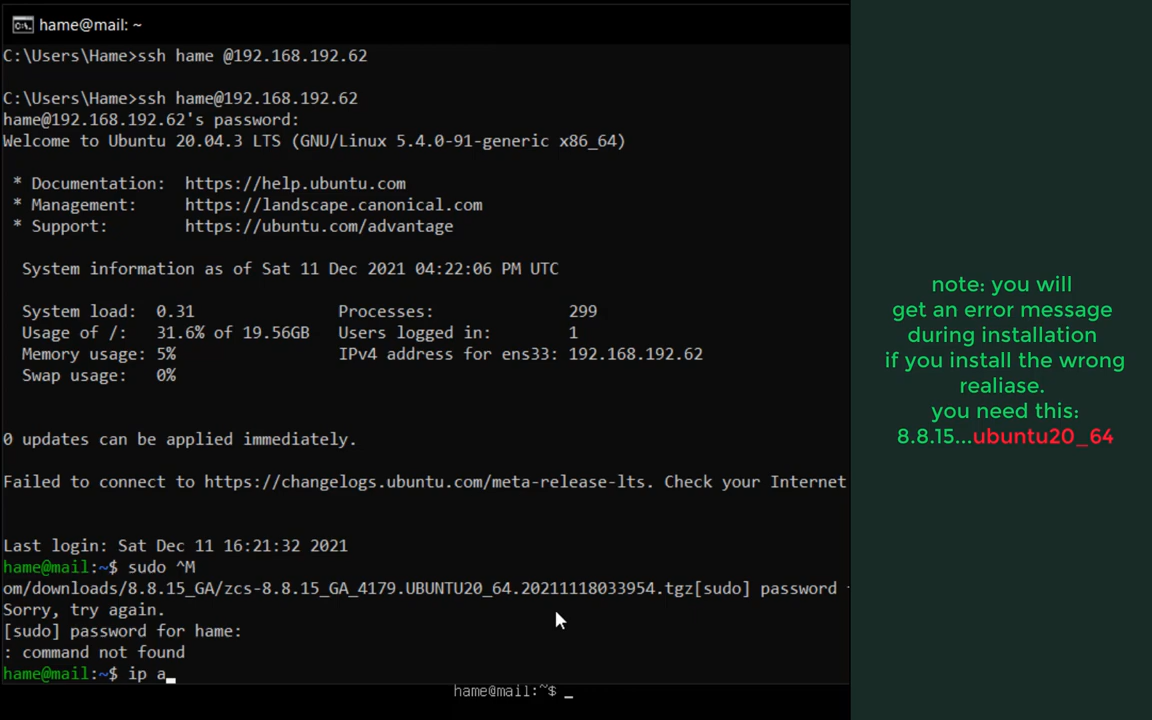 hame@mail: ~
C:\Users\Hame>ssh hame @192.168.192.62
C:\Users\Hame>ssh hame@192.168.192.62
hame@192.168.192.62's password:
Welcome to Ubuntu 20.04.3 LTS (GNU/Linux 5.4.0-91-generic x86_64)
* Documentation:  https://help.ubuntu.com
* Management:     https://landscape.canonical.com
* Support:        https://ubuntu.com/advantage
System information as of Sat 11 Dec 2021 04:22:06 PM UTC
System load:  0.31               Processes:               299
Usage of /:   31.6% of 19.56GB   Users logged in:         1
Memory usage: 5%                 IPv4 address for ens33: 192.168.192.62
Swap usage:   0%
0 updates can be applied immediately.
Failed to connect to https://changelogs.ubuntu.com/meta-release-lts. Check your Internet
Last login: Sat Dec 11 16:21:32 2021
hame@mail:~$ sudo ^M
om/downloads/8.8.15_GA/zcs-8.8.15_GA_4179.UBUNTU20_64.20211118033954.tgz[sudo] password
Sorry, try again.
[sudo] password for hame:
: command not found
hame@mail:~$ ip a_
hame@mail:~$ _
note: you will
get an error message
during installation
if you install the wrong
realiase.
you need this:
8.8.15...ubuntu20_64